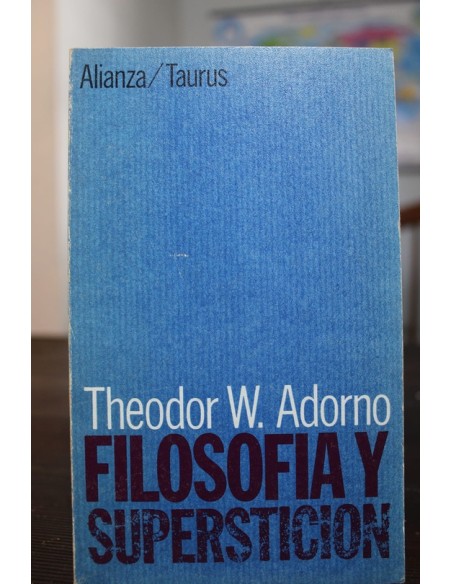 Alianza/Taurus
Theodor W. Adorno
FILOSOFIA Y
SUPERSTICION